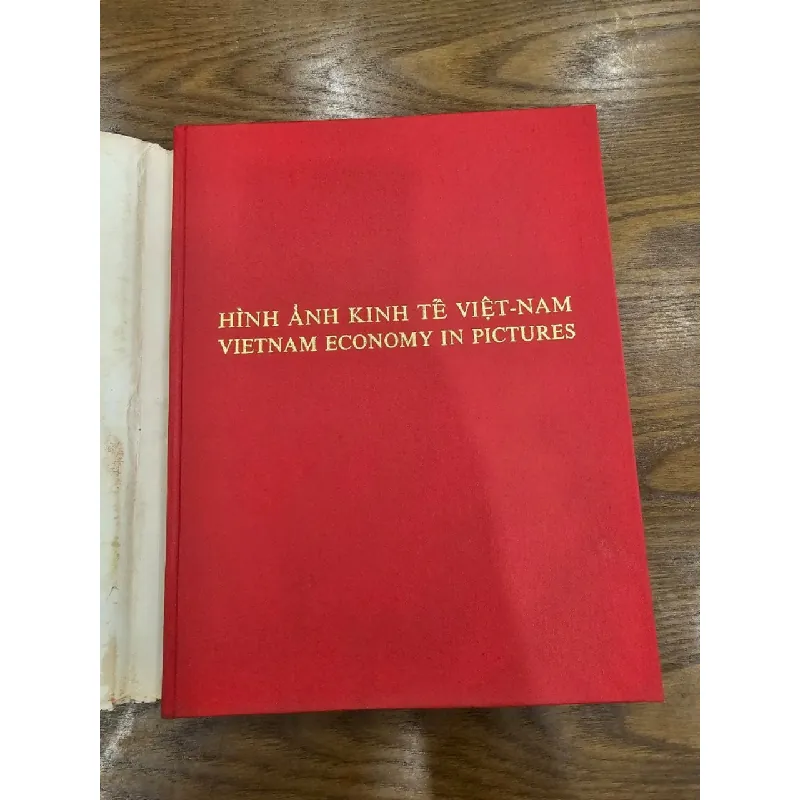 HÌNH ẢNH KINH TẾ VIỆT-NAM
VIETNAM ECONOMY IN PICTURES